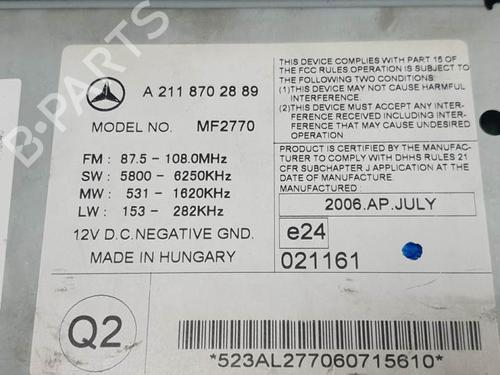 A 211 870 28 89
MODEL NO. MF2770
FM : 87.5 - 108.0MHz
SW : 5800 - 6250KHz
MW : 531 - 1620KHz
LW : 153 - 282KHz
12V D.C.NEGATIVE GND.
MADE IN HUNGARY
Q2
THIS DEVICE COMPLIES WITH PART 15 OF
THE FCC RULES OPERATION IS SUBJECT TO THE
FOLLOWING TWO CONDITIONS:
(1)THIS DEVICE MAY NOT CAUSE HARMFUL
INTERFERENCE.
(2)THIS DEVICE MUST ACCEPT ANY INTER-
FERENCE RECEIVED INCLUDING INTERFER-
ENCE THAT MAY CAUSE UNDESIRED
OPERATION
PRODUCT IS CERTIFIED BY MANUFACTURER
TO COMPLY WITH DHHS RULES 21
CFR SUBCHAPTER J APPLICATION AT THE
DATE OF MANUFACTURE.
MANUFACTURED :
2006.AP.JULY
e24
021161
*523AL277060715610*
B-PARTS